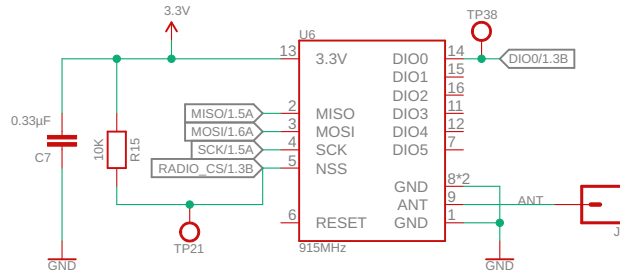 3.3V
TP38
U6
13 3.3V DIO0 14 DIO0/1.3B
DIO1 15
DIO2 16
MISO/1.5A 2 MISO DIO3 11
MOSI/1.6A 3 MOSI DIO4 12
SCK/1.5A 4 SCK DIO5 7
RADIO_CS/1.3B 5 NSS
0.33µF
C7
10K
R15
GND 8*2
ANT 9 ANT
6 RESET GND 1
J
TP21
915MHz
GND
GND